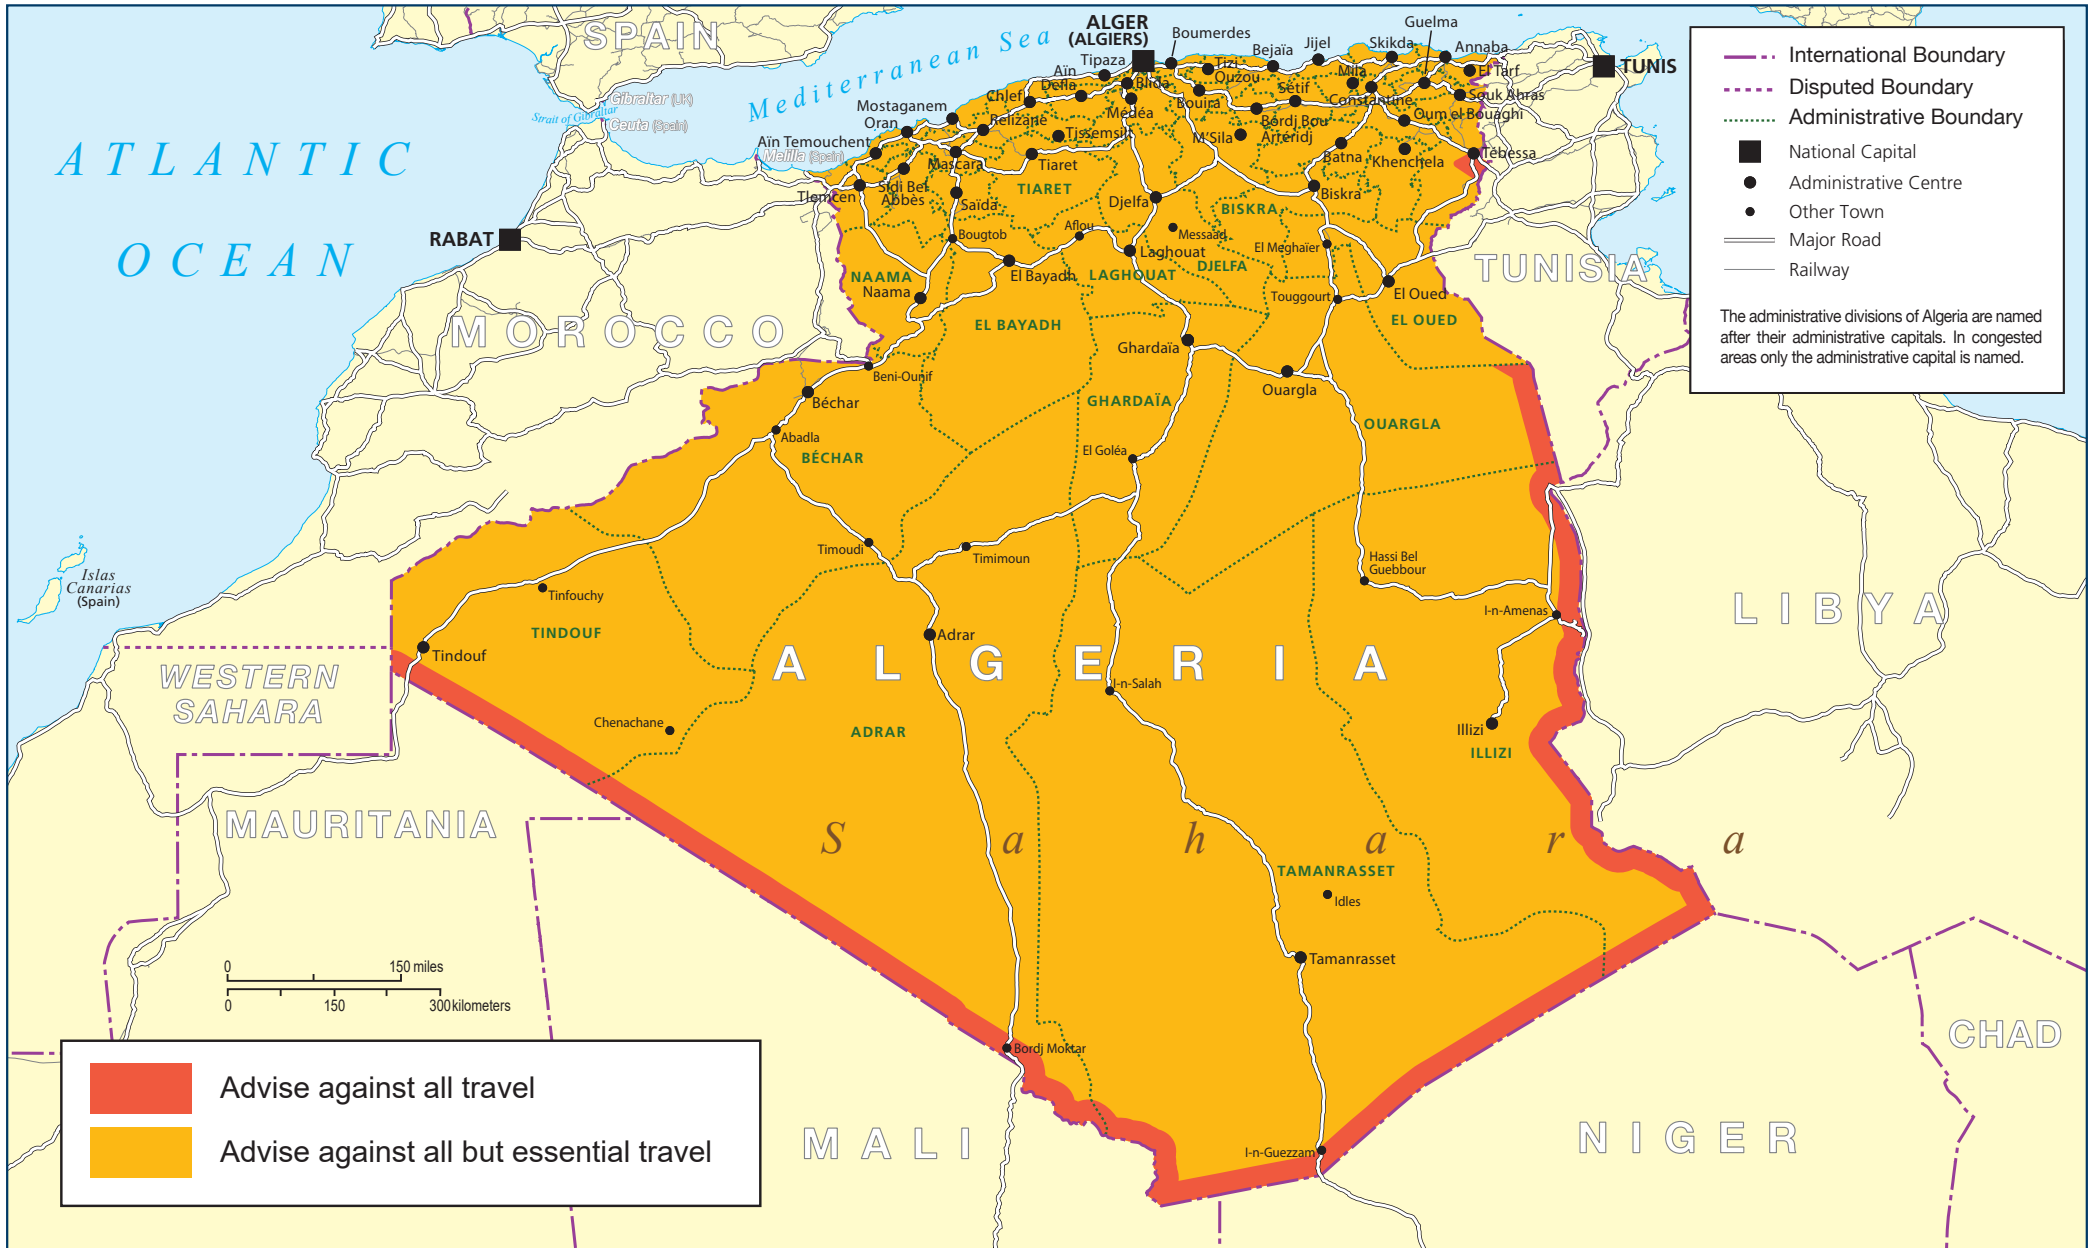 SPAIN
Mediterranean Sea
ALGER
(ALGIERS)
Boumerdes
Tipaza
Tizi
Ouzou
Bejaïa
Jijel
Skikda
Guelma
Annaba
El Tarf
TUNIS
Aïn
Defla
Blida
Bouira
Sétif
Mila
Constantine
Souk Ahras
Chlef
Médéa
Mostaganem
Oran
Relizane
Tissemsilt
M'Sila
Bordj Bou
Arréridj
Oum el Bouaghi
Aïn Temouchent
Mascara
Tiaret
Batna
Khenchela
Tébessa
Tlemcen
Sidi Bel
Abbès
Saïda
TIARET
Djelfa
BISKRA
Biskra
Gibraltar (UK)
Strait of Gibraltar
Ceuta (Spain)
Melilla (Spain)
ATLANTIC
OCEAN
RABAT
MOROCCO
Bougtob
Aflou
Messaad
El Meghaïer
NAAMA
Naama
El Bayadh
LAGHOUAT
Laghouat
DJELFA
Touggourt
El Oued
EL OUED
TUNISIA
EL BAYADH
Ghardaïa
Beni-Ounif
Ouargla
Béchar
GHARDAÏA
OUARGLA
Abadla
BÉCHAR
El Goléa
Timoudi
Timimoun
Hassi Bel
Guebbour
Islas
Canarias
(Spain)
Tinfouchy
I-n-Amenas
TINDOUF
Adrar
LIBYA
Tindouf
ALGERIA
WESTERN
SAHARA
I-n-Salah
Chenachane
ADRAR
Illizi
ILLIZI
MAURITANIA
Sahara
TAMANRASSET
Idles
Tamanrasset
0 150 miles
0 150 300 kilometers
Bordj Moktar
CHAD
MALI
I-n-Guezzam
NIGER
International Boundary
Disputed Boundary
Administrative Boundary
National Capital
Administrative Centre
Other Town
Major Road
Railway
The administrative divisions of Algeria are named
after their administrative capitals. In congested
areas only the administrative capital is named.
Advise against all travel
Advise against all but essential travel